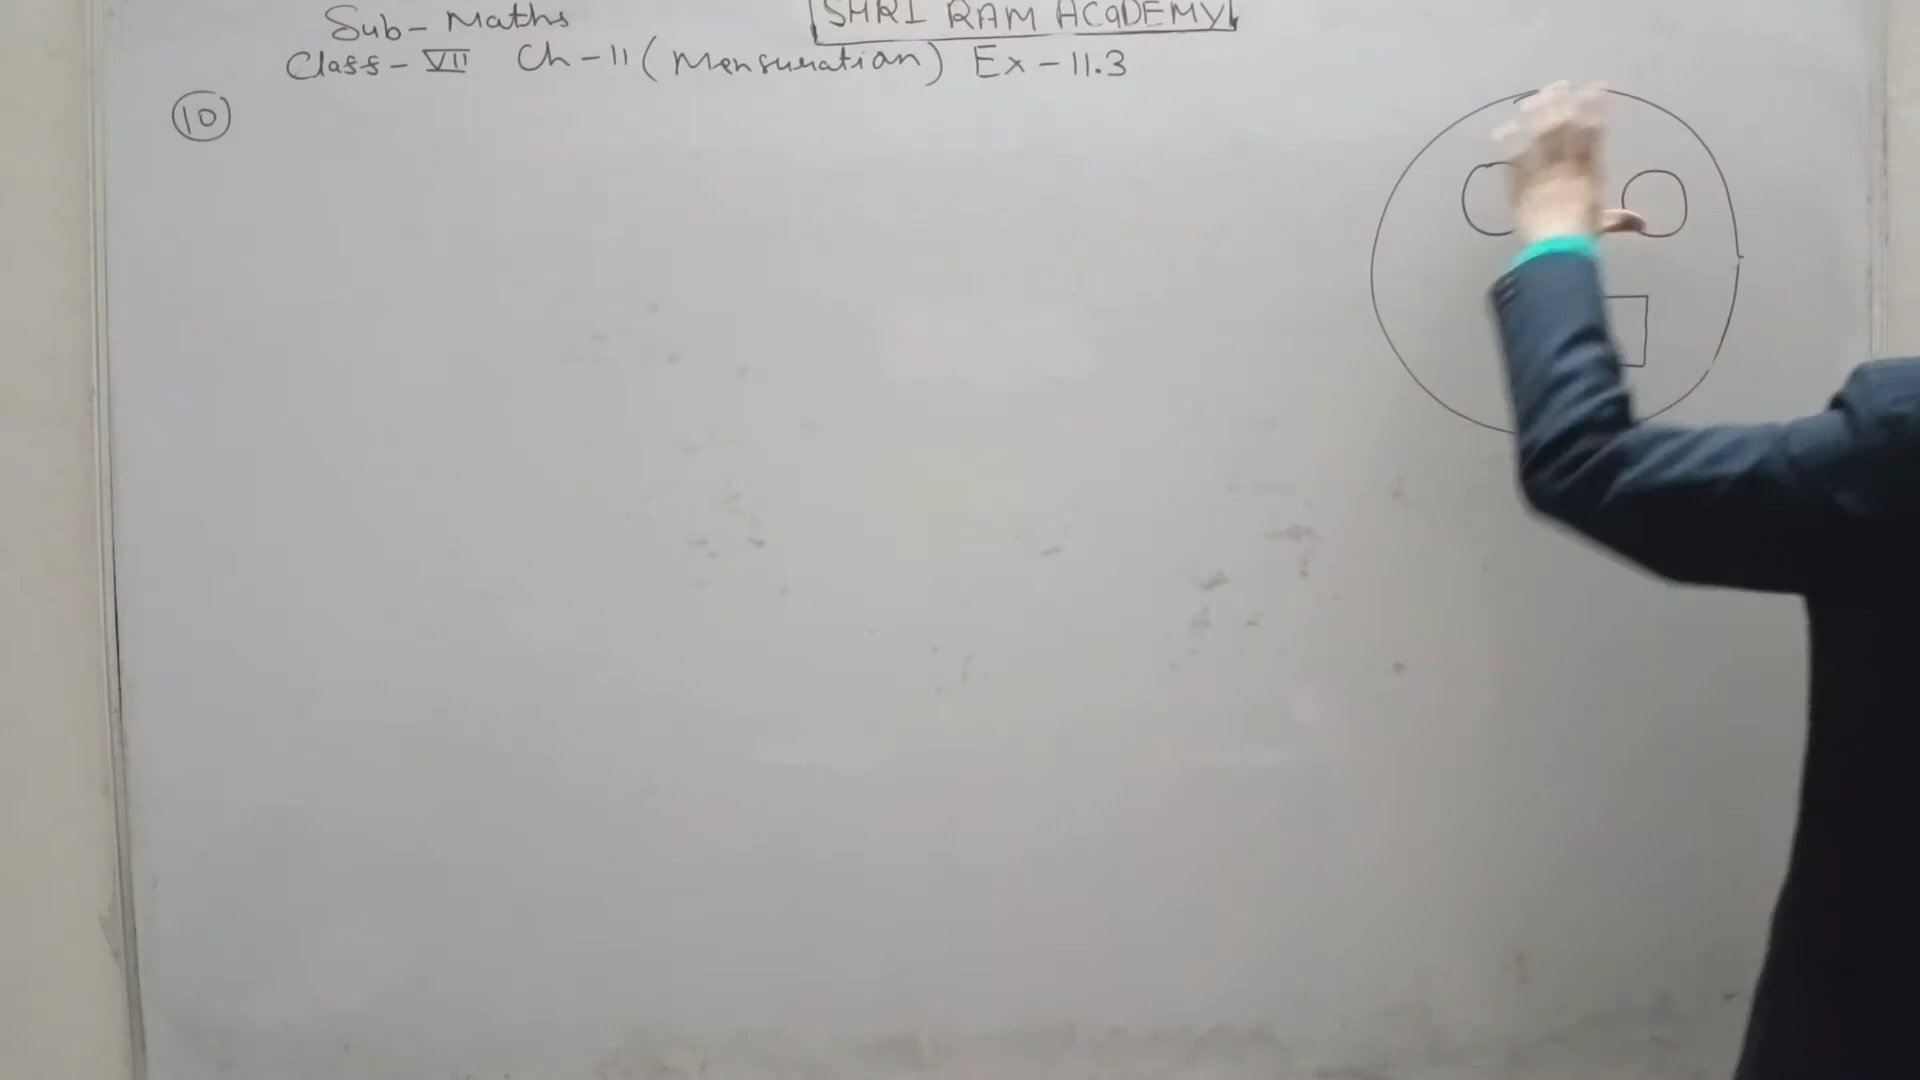 SHRI RAM ACADEMY
Sub- Maths
Class - VII Ch - 11 ( Mensuration ) Ex - 11.3
10